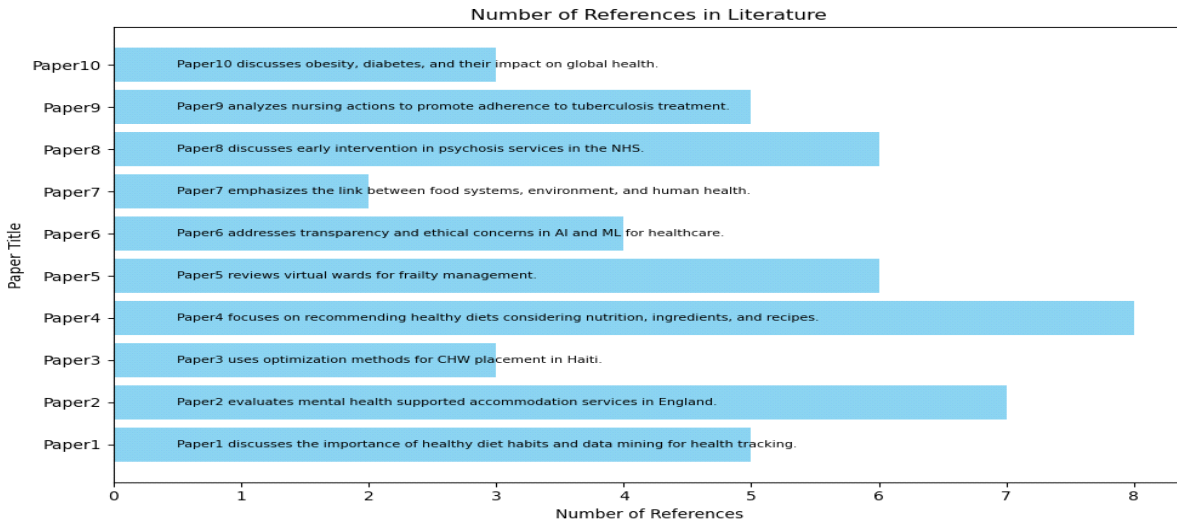 Number of References in Literature
Paper10
Paper10 discusses obesity, diabetes, and their impact on global health.
Paper9
Paper9 analyzes nursing actions to promote adherence to tuberculosis treatment.
Paper8
Paper8 discusses early intervention in psychosis services in the NHS.
Paper7
Paper7 emphasizes the link between food systems, environment, and human health.
Paper6
Paper6 addresses transparency and ethical concerns in AI and ML for healthcare.
Paper5
Paper5 reviews virtual wards for frailty management.
Paper4
Paper4 focuses on recommending healthy diets considering nutrition, ingredients, and recipes.
Paper3
Paper3 uses optimization methods for CHW placement in Haiti.
Paper2
Paper2 evaluates mental health supported accommodation services in England.
Paper1
Paper1 discusses the importance of healthy diet habits and data mining for health tracking.
Paper Title
0 1 2 3 4 5 6 7 8
Number of References